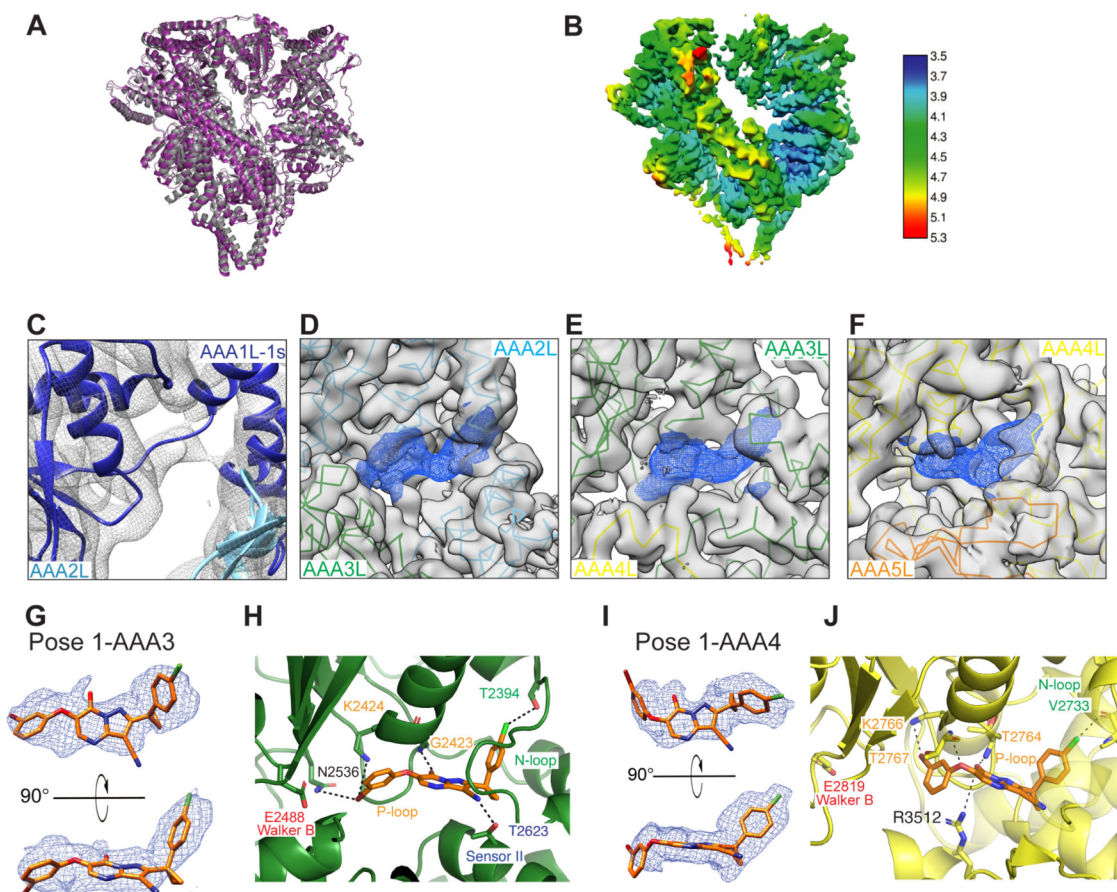 A
B
3.5
3.7
3.9
4.1
4.3
4.5
4.7
4.9
5.1
5.3
C
AAA1L-1s
AAA2L
D
AAA2L
AAA3L
E
AAA3L
AAA4L
F
AAA4L
AAA5L
G
Pose 1-AAA3
90°
H
T2394
K2424
G2423
N-loop
N2536
P-loop
E2488
Walker B
T2623
Sensor II
I
Pose 1-AAA4
90°
J
N-loop
V2733
K2766
T2764
T2767
P-loop
E2819
Walker B
R3512